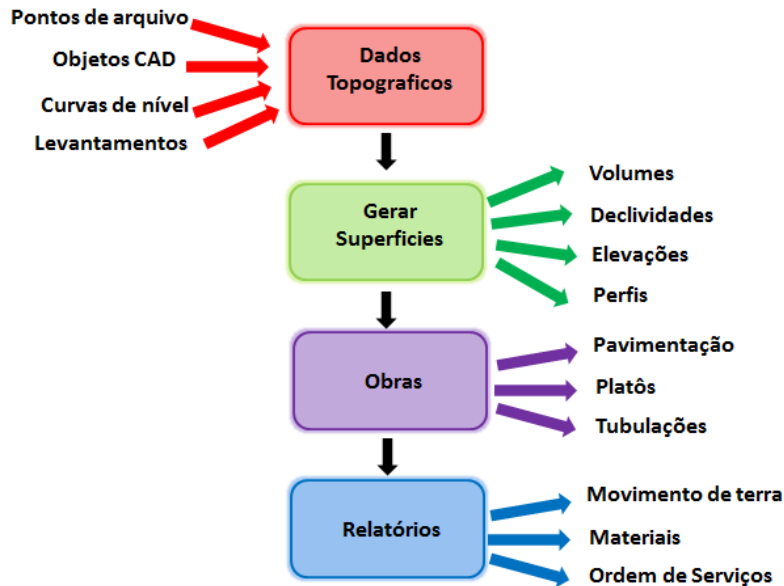 Pontos de arquivo
Objetos CAD
Curvas de nível
Levantamentos
Dados
Topograficos
Gerar
Superficies
Volumes
Declividades
Elevações
Perfis
Obras
Pavimentação
Platôs
Tubulações
Relatórios
Movimento de terra
Materiais
Ordem de Serviços